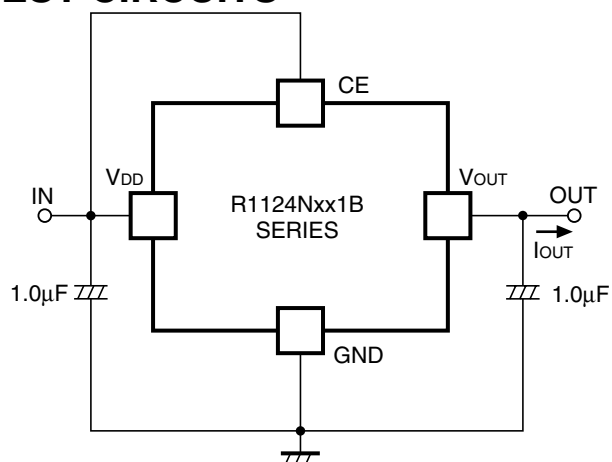 CE
VDD
VOUT
IN
R1124Nxx1B
SERIES
OUT
IOUT
1.0μF
1.0μF
GND